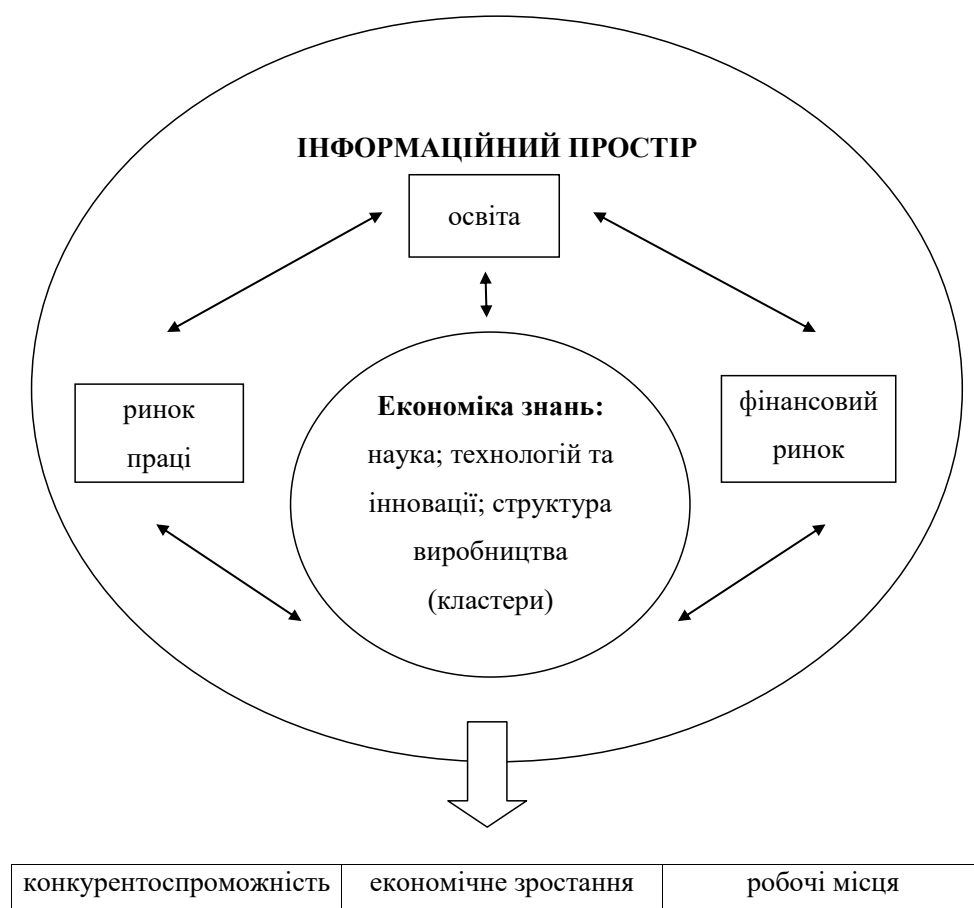 ІНФОРМАЦІЙНИЙ ПРОСТІР
освіта
ринок
праці
Економіка знань:
наука; технологій та
інновації; структура
виробництва
(кластери)
фінансовий
ринок
конкурентоспроможність
економічне зростання
робочі місця